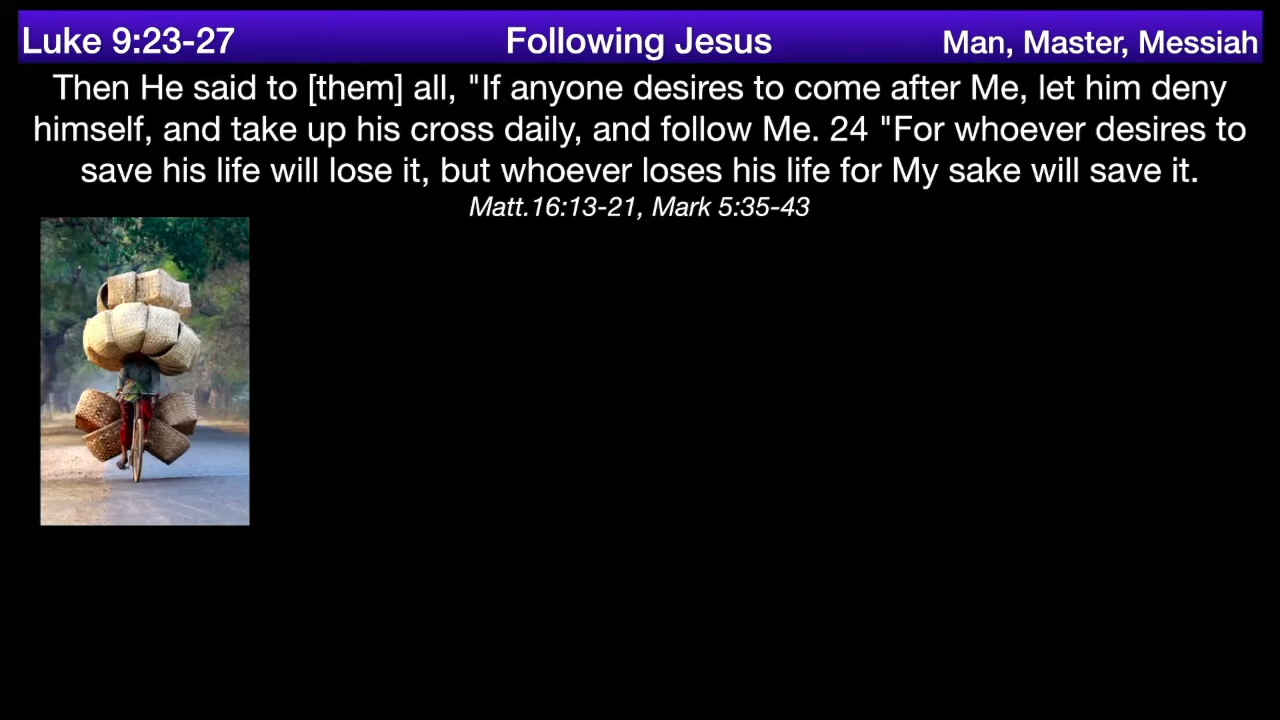 Luke 9:23-27 Following Jesus Man, Master, Messiah
Then He said to [them] all, "If anyone desires to come after Me, let him deny
himself, and take up his cross daily, and follow Me. 24 "For whoever desires to
save his life will lose it, but whoever loses his life for My sake will save it.
Matt.16:13-21, Mark 5:35-43